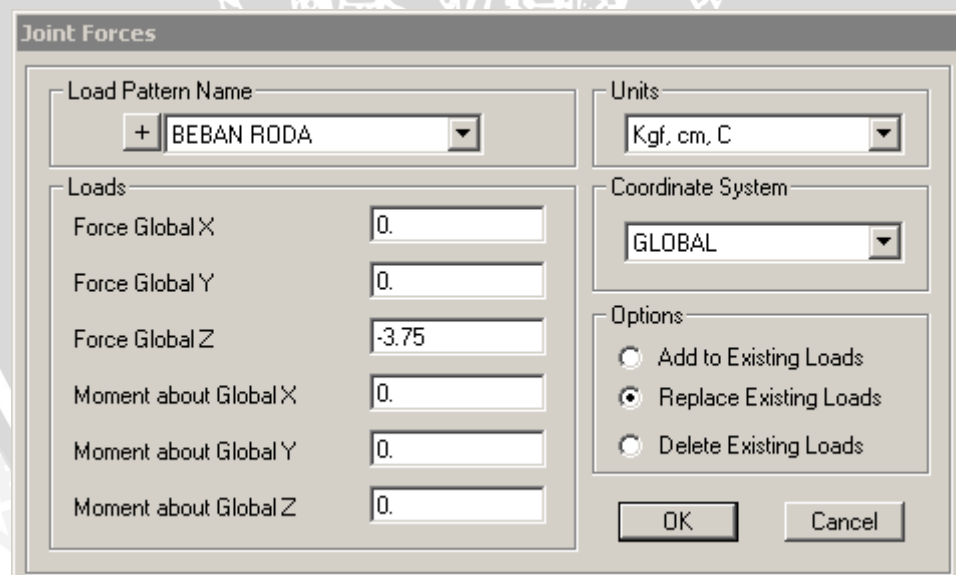 Joint Forces
Load Pattern Name
+ BEBAN RODA
Units
Kgf, cm, C
Loads
Force Global X 0.
Force Global Y 0.
Force Global Z -3.75
Moment about Global X 0.
Moment about Global Y 0.
Moment about Global Z 0.
Coordinate System
GLOBAL
Options
Add to Existing Loads
Replace Existing Loads
Delete Existing Loads
OK Cancel